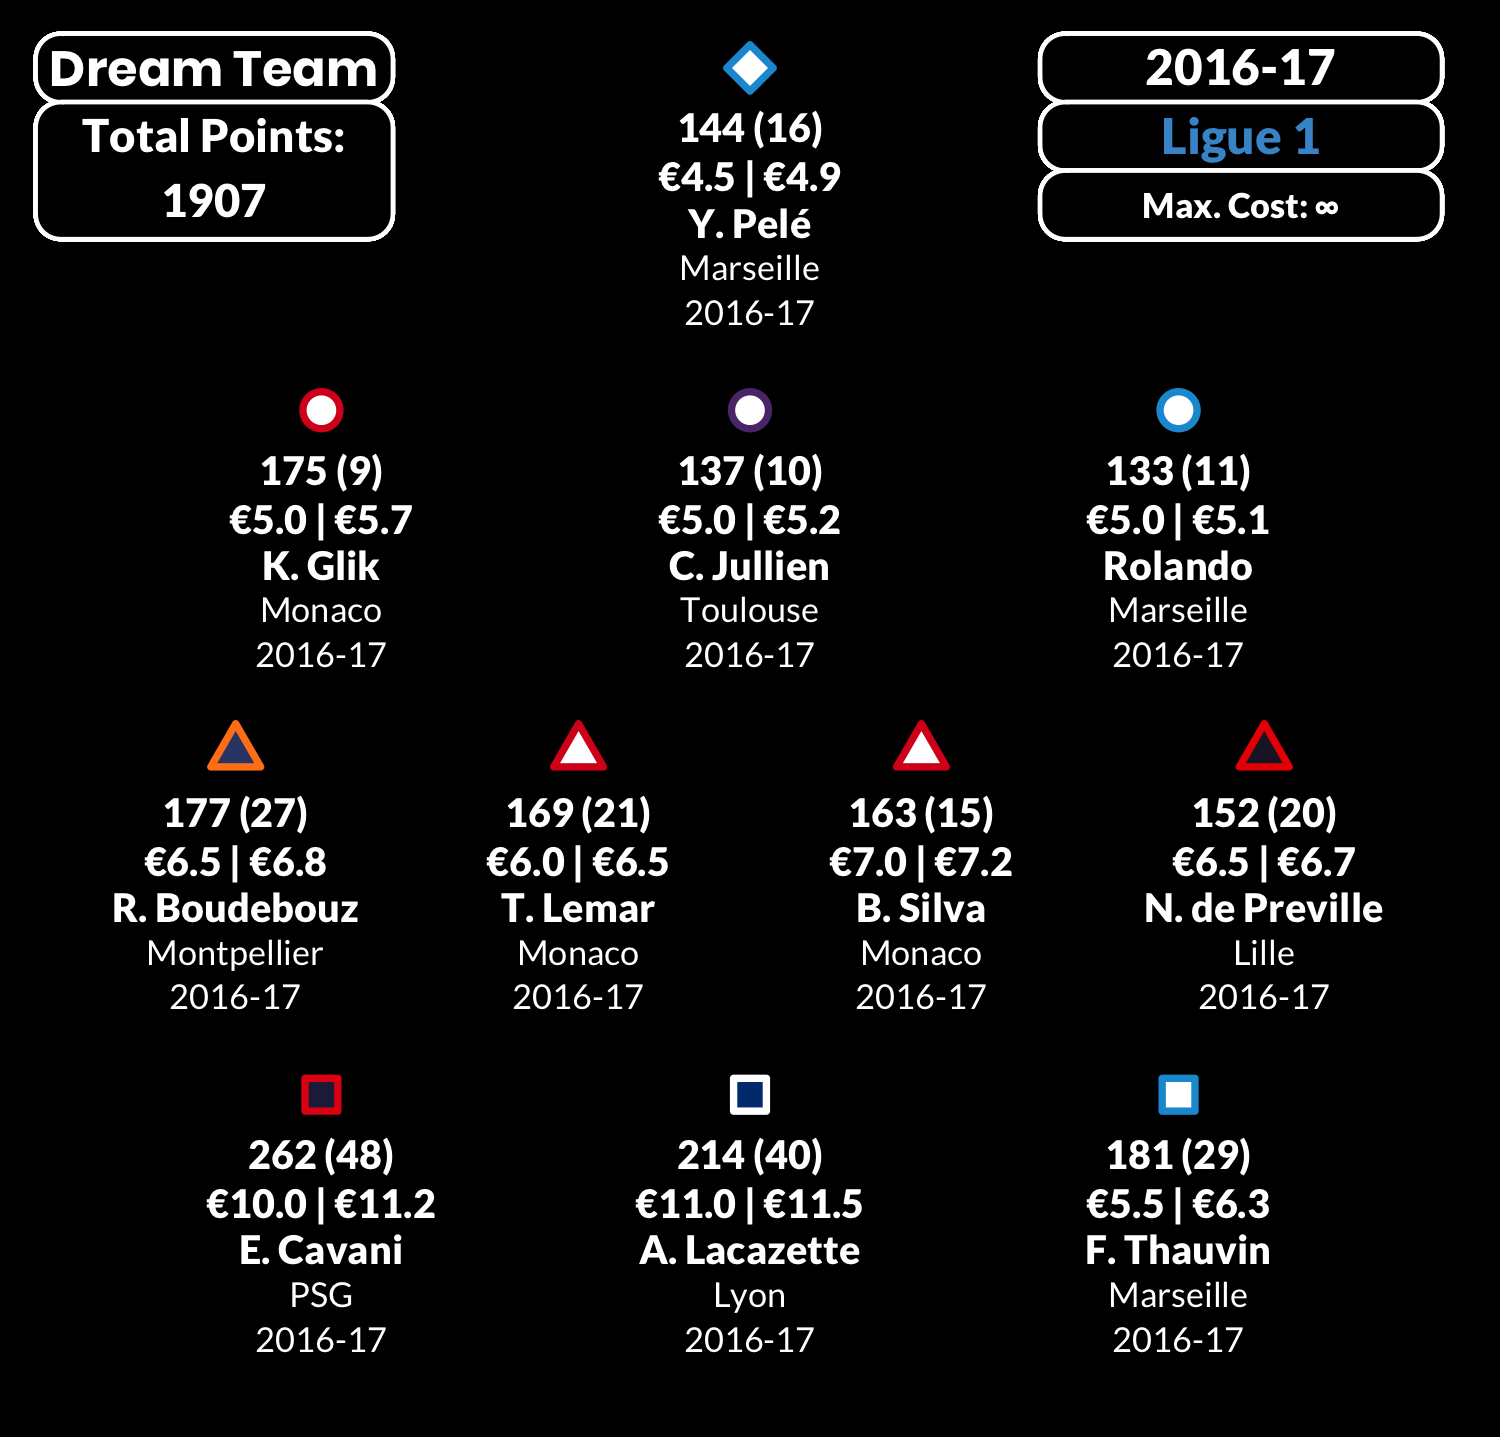 Dream Team
Total Points:
1907
2016-17
Ligue 1
Max. Cost: ∞
144 (16)
€4.5 | €4.9
Y. Pelé
Marseille
2016-17
175 (9)
€5.0 | €5.7
K. Glik
Monaco
2016-17
137 (10)
€5.0 | €5.2
C. Jullien
Toulouse
2016-17
133 (11)
€5.0 | €5.1
Rolando
Marseille
2016-17
177 (27)
€6.5 | €6.8
R. Boudebouz
Montpellier
2016-17
169 (21)
€6.0 | €6.5
T. Lemar
Monaco
2016-17
163 (15)
€7.0 | €7.2
B. Silva
Monaco
2016-17
152 (20)
€6.5 | €6.7
N. de Preville
Lille
2016-17
262 (48)
€10.0 | €11.2
E. Cavani
PSG
2016-17
214 (40)
€11.0 | €11.5
A. Lacazette
Lyon
2016-17
181 (29)
€5.5 | €6.3
F. Thauvin
Marseille
2016-17